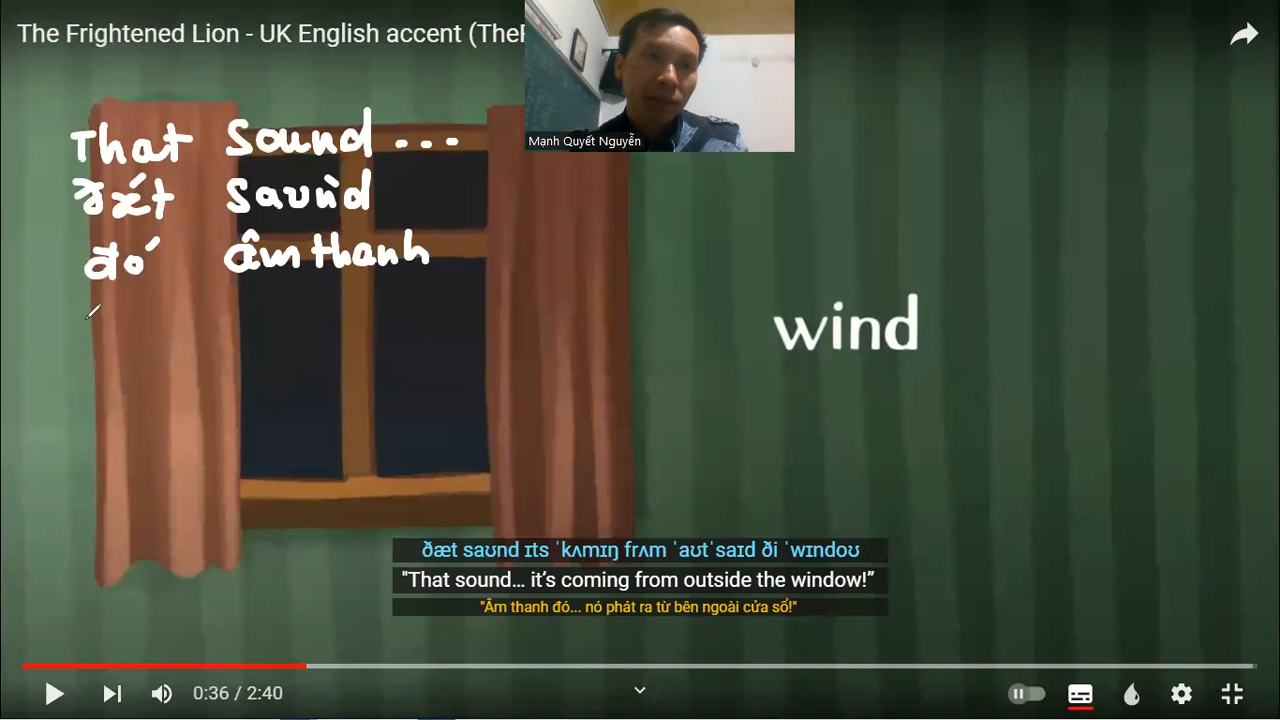 The Frightened Lion - UK English accent (TheF
Mạnh Quyết Nguyễn
That Sound...
ðǽt saʊǹd
đó âm thanh
wind
ðæt saʊnd ɪts ˈkʌmɪŋ frʌm ˈaʊtˈsaɪd ði ˈwɪndoʊ
"That sound… it’s coming from outside the window!”
"Âm thanh đó... nó phát ra từ bên ngoài cửa sổ!"
0:36 / 2:40